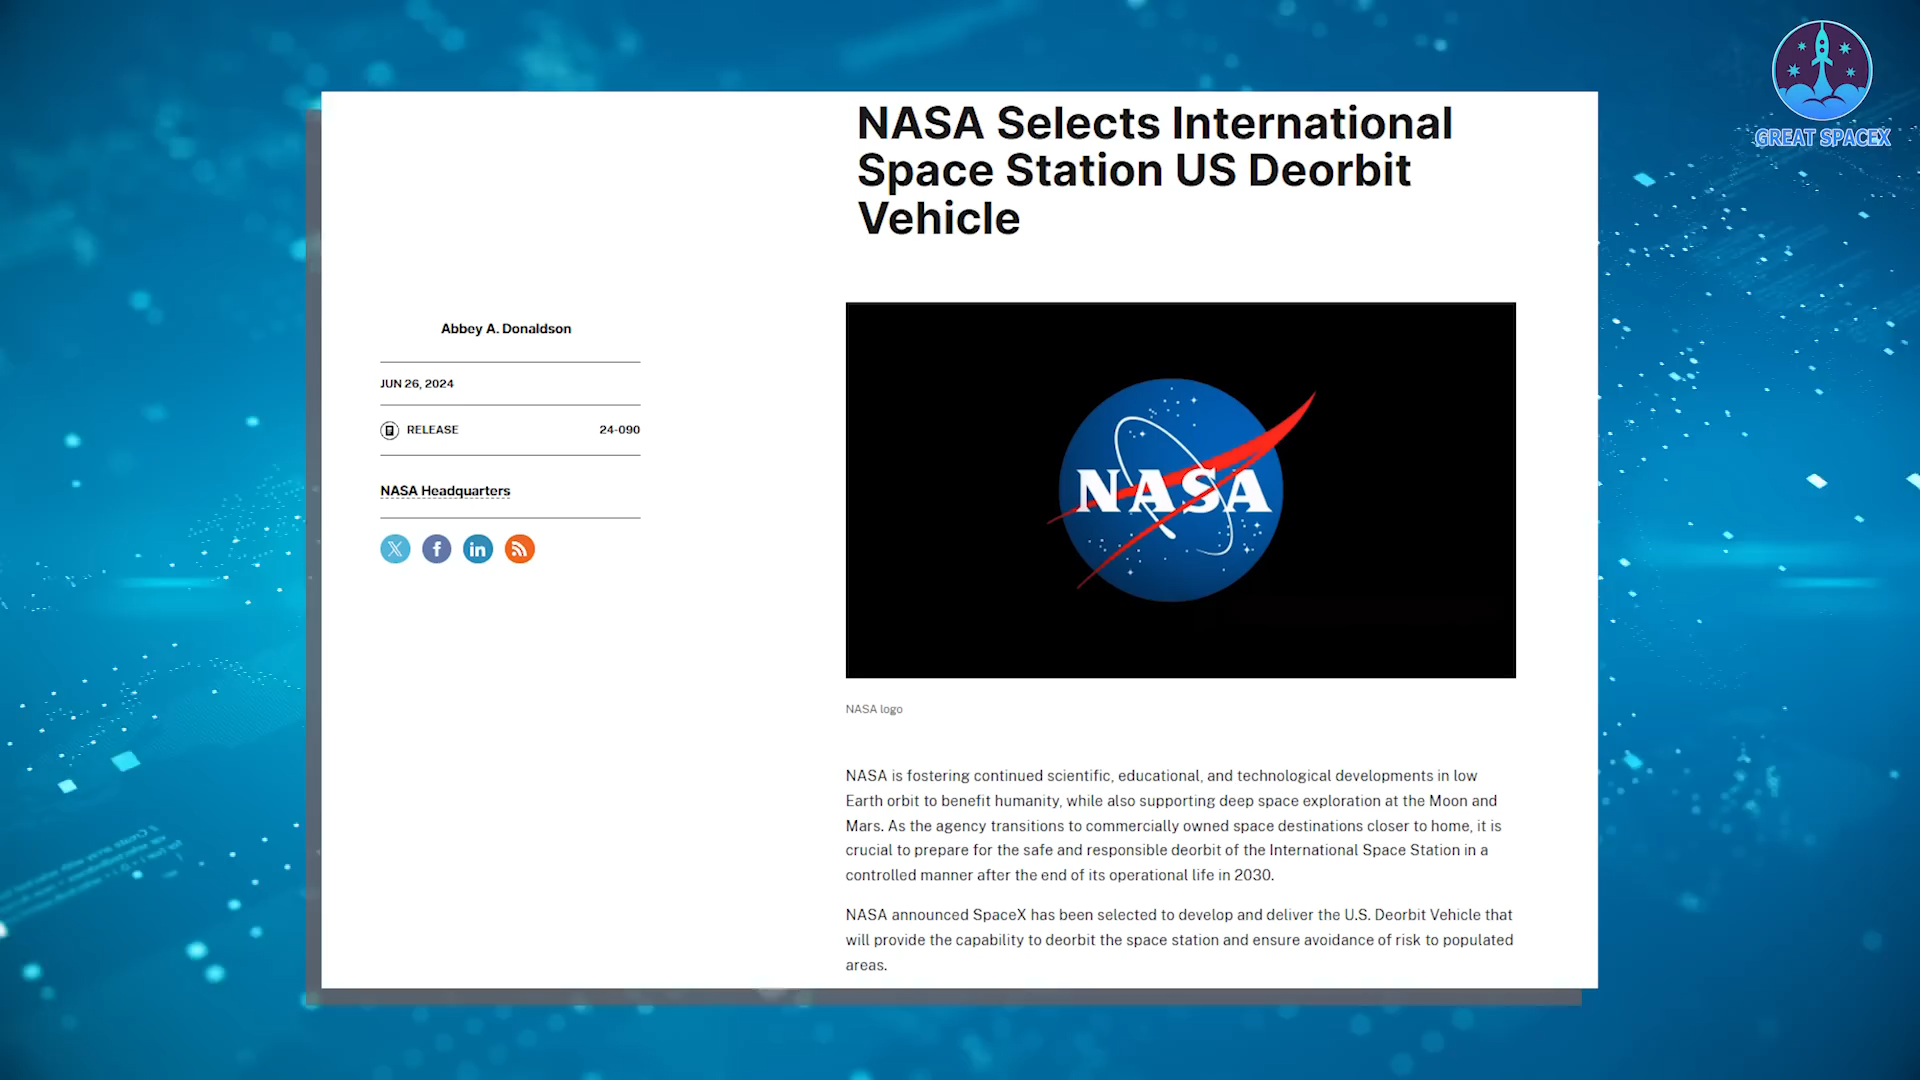 GREAT SPACEX
NASA Selects International
Space Station US Deorbit
Vehicle
Abbey A. Donaldson
JUN 26, 2024
RELEASE 24-090
NASA Headquarters
NASA
NASA logo
NASA is fostering continued scientific, educational, and technological developments in low
Earth orbit to benefit humanity, while also supporting deep space exploration at the Moon and
Mars. As the agency transitions to commercially owned space destinations closer to home, it is
crucial to prepare for the safe and responsible deorbit of the International Space Station in a
controlled manner after the end of its operational life in 2030.
NASA announced SpaceX has been selected to develop and deliver the U.S. Deorbit Vehicle that
will provide the capability to deorbit the space station and ensure avoidance of risk to populated
areas.